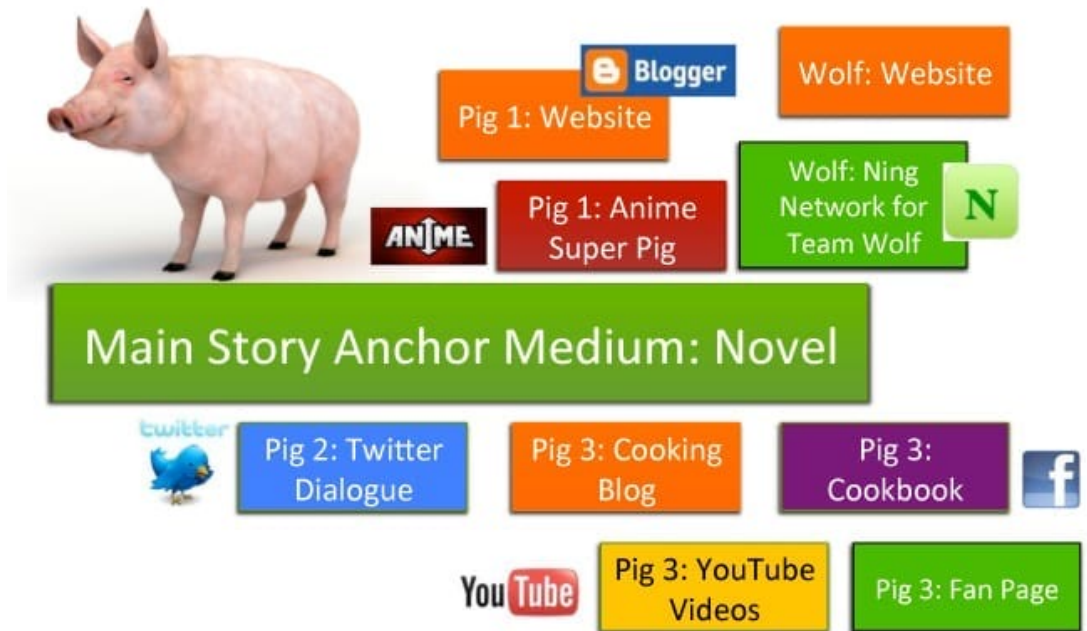 Blogger
Pig 1: Website
Wolf: Website
ANIME
Pig 1: Anime
Super Pig
Wolf: Ning
Network for
Team Wolf
N
Main Story Anchor Medium: Novel
twitter
Pig 2: Twitter
Dialogue
Pig 3: Cooking
Blog
Pig 3:
Cookbook
f
YouTube
Pig 3: YouTube
Videos
Pig 3: Fan Page